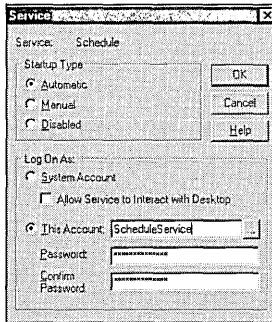 Service
Service: Schedule
Startup Type
Automatic
Manual
Disabled
OK
Cancel
Help
Log On As:
System Account
Allow Service to Interact with Desktop
This Account: ScheduleService ...
Password: **************
Confirm Password: **************